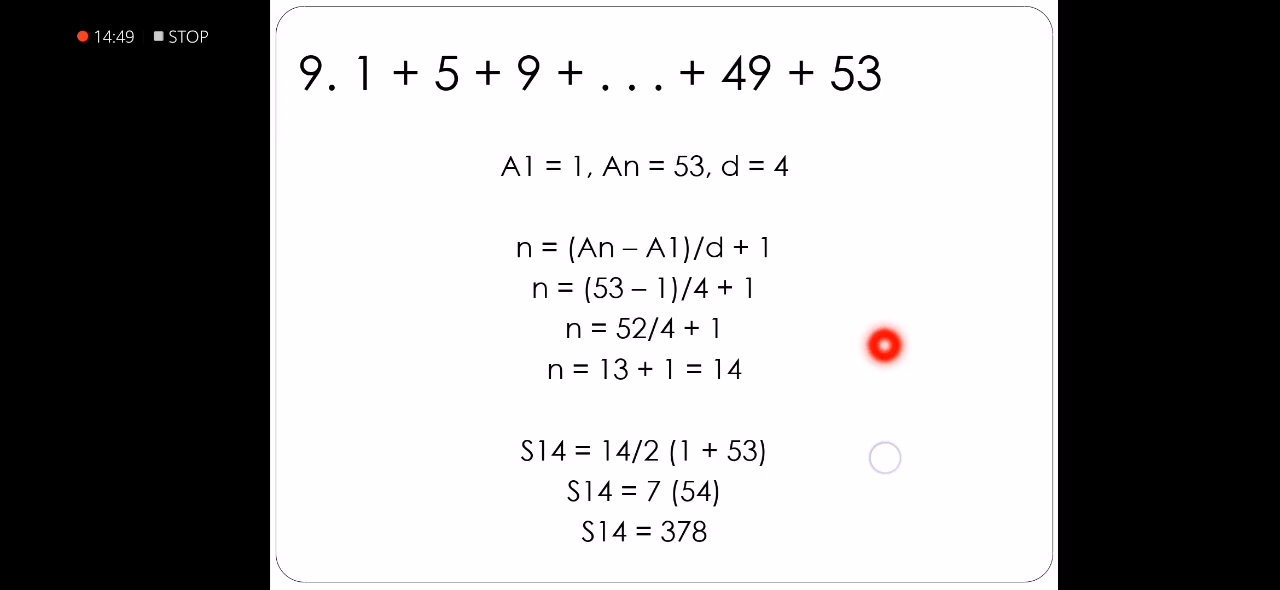 14:49 STOP
9. 1 + 5 + 9 + . . . + 49 + 53
A1 = 1, An = 53, d = 4
n = (An – A1)/d + 1
n = (53 – 1)/4 + 1
n = 52/4 + 1
n = 13 + 1 = 14
S14 = 14/2 (1 + 53)
S14 = 7 (54)
S14 = 378